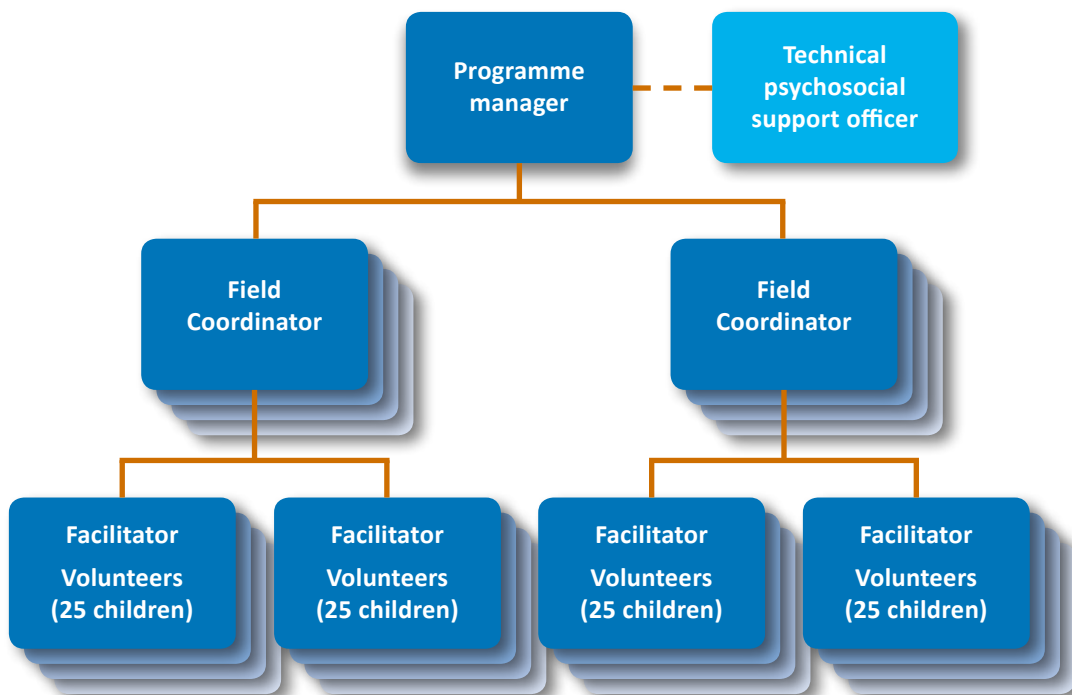 Programme
manager
Technical
psychosocial
support officer
Field
Coordinator
Field
Coordinator
Facilitator
Volunteers
(25 children)
Facilitator
Volunteers
(25 children)
Facilitator
Volunteers
(25 children)
Facilitator
Volunteers
(25 children)